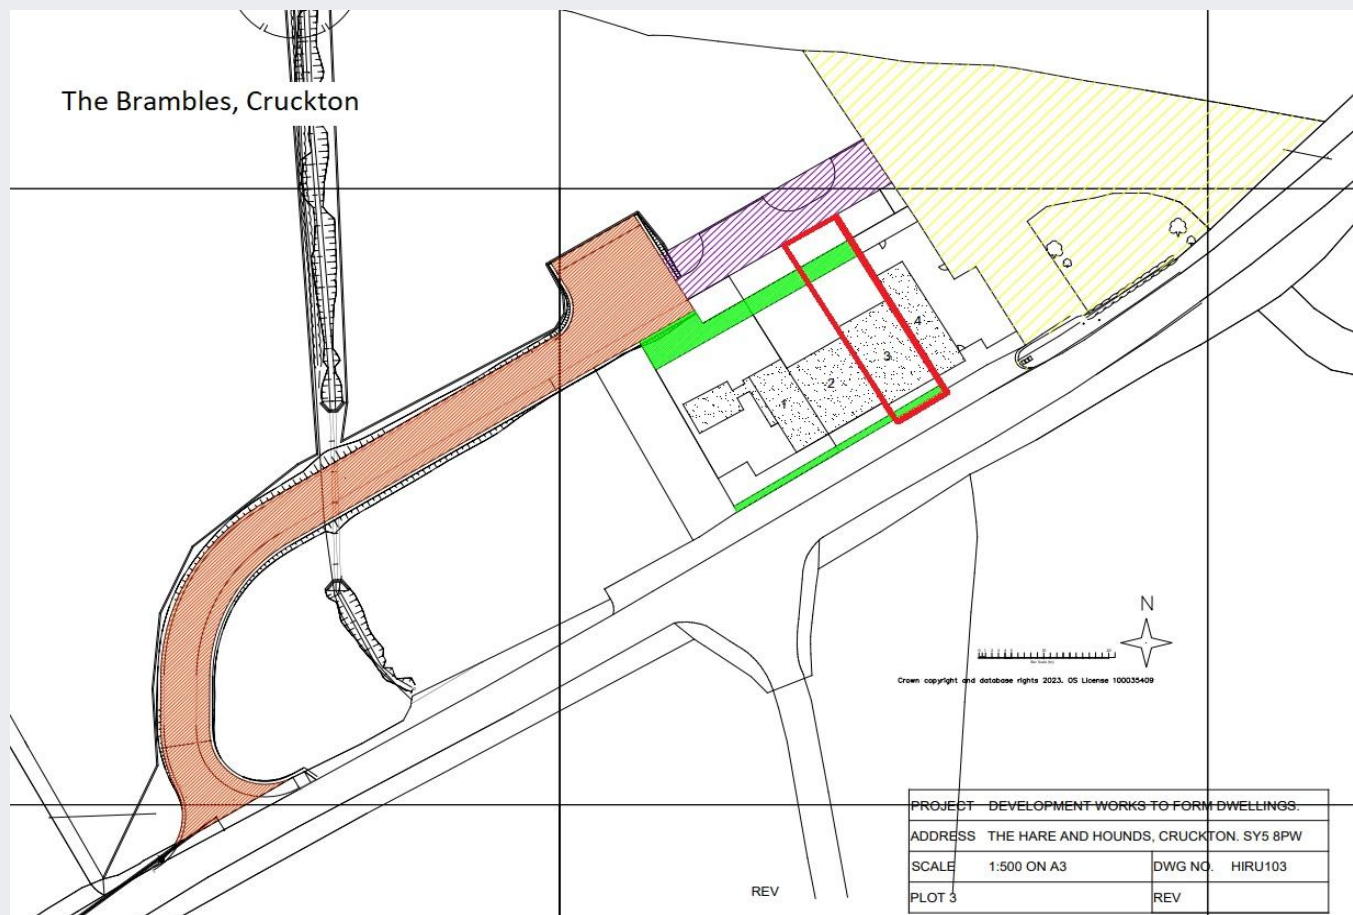 The Brambles, Cruckton
4
3
2
1
N
Crown copyright and database rights 2023. OS License 100035409
PROJECT DEVELOPMENT WORKS TO FORM DWELLINGS.
ADDRESS THE HARE AND HOUNDS, CRUCKTON. SY5 8PW
SCALE 1:500 ON A3 DWG NO. HIRU103
REV
PLOT 3 REV